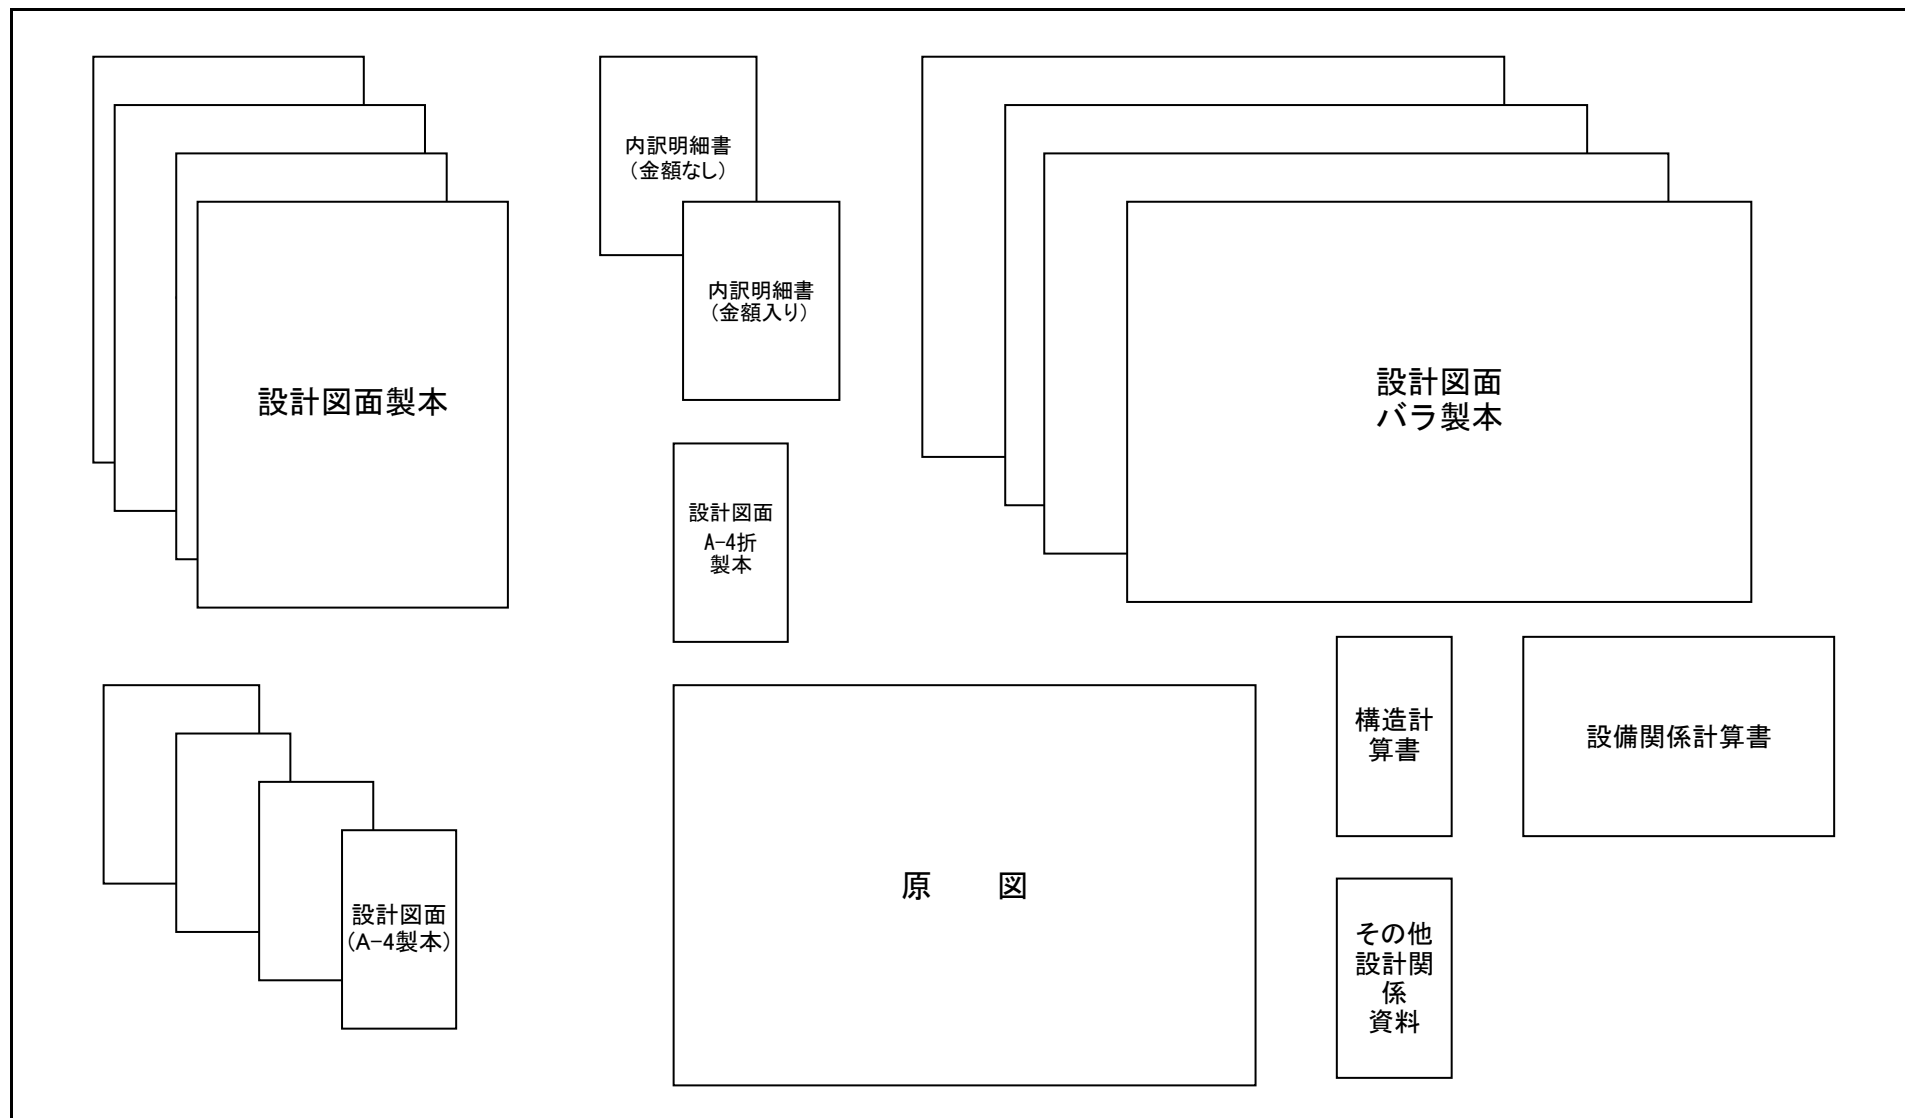 内訳明細書
(金額なし)
内訳明細書
(金額入り)
設計図面製本
設計図面
バラ製本
設計図面
A-4折
製本
構造計
算書
設備関係計算書
原　　図
設計図面
(A-4製本)
その他
設計関
係
資料